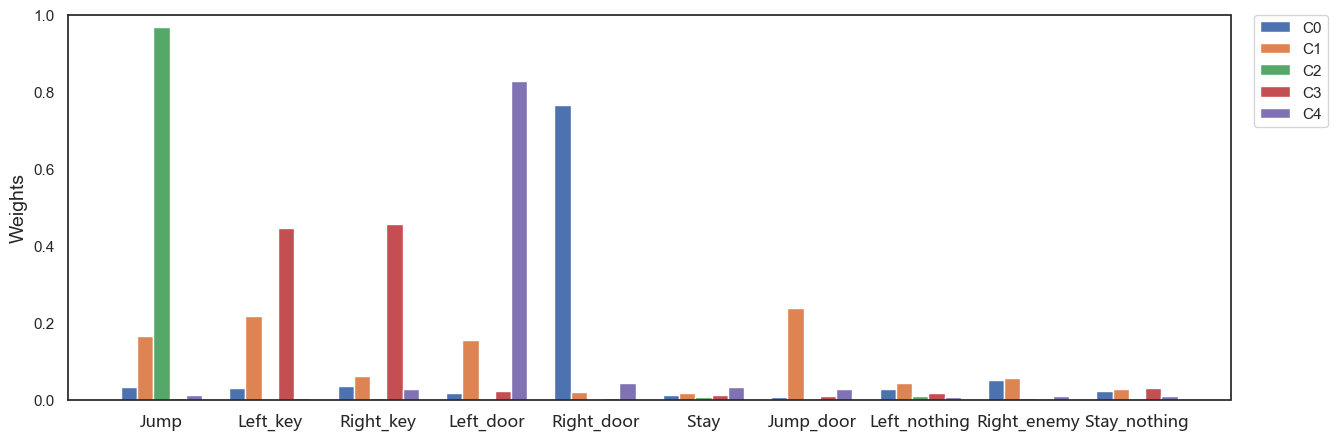 1.0
0.8
0.6
0.4
0.2
0.0
Weights
Jump Left_key Right_key Left_door Right_door Stay Jump_door Left_nothing Right_enemy Stay_nothing
C0
C1
C2
C3
C4